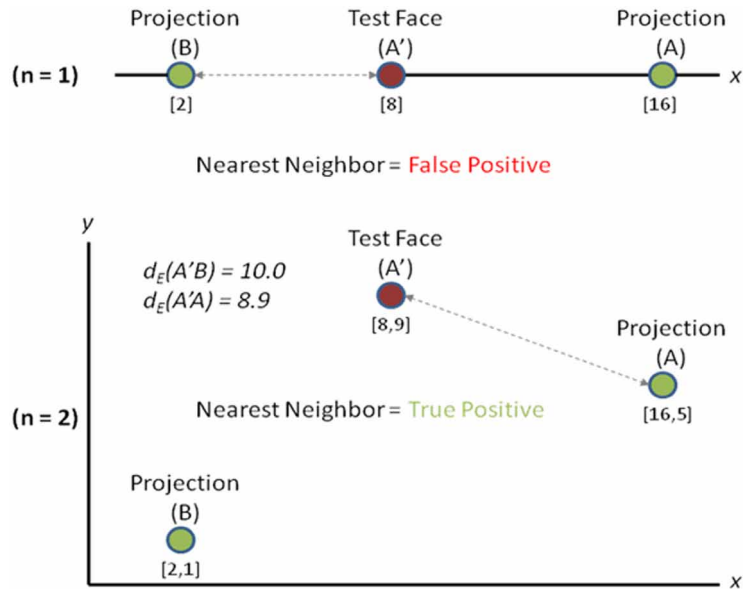 Projection
(B)
Test Face
(A')
Projection
(A)
(n = 1)
x
[2]
[8]
[16]
Nearest Neighbor = False Positive
y
Test Face
(A')
dE(A'B) = 10.0
dE(A'A) = 8.9
[8,9]
Projection
(A)
Nearest Neighbor = True Positive
[16,5]
(n = 2)
Projection
(B)
[2,1]
x